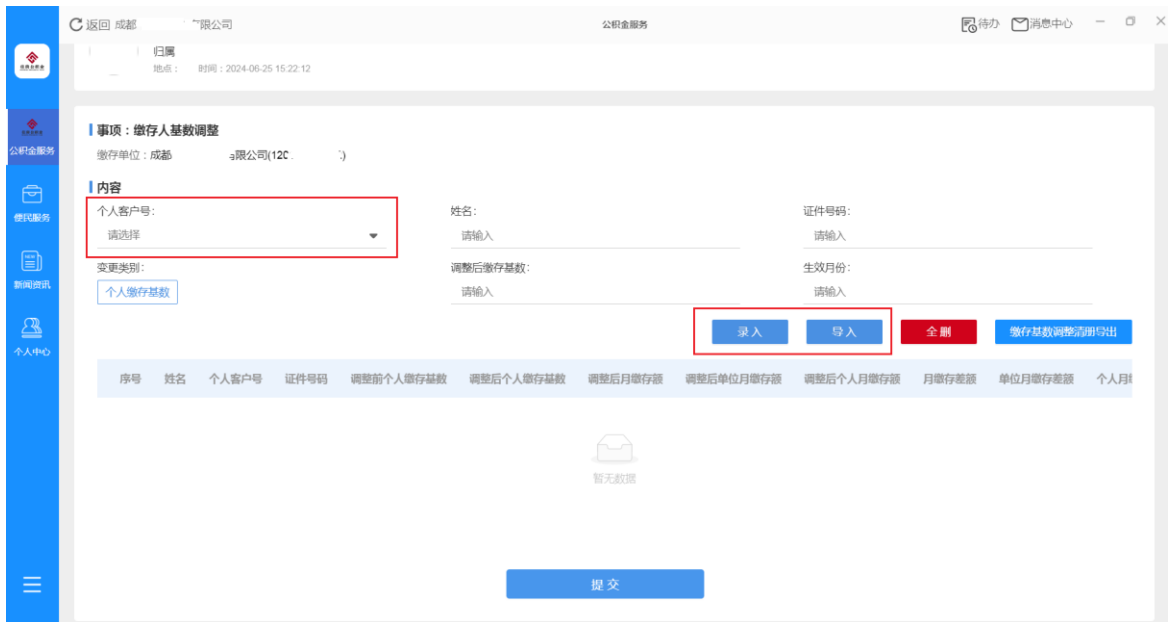 返回 成都 限公司 公积金服务 待办 消息中心
归属
地点： 时间：2024-06-25 15:22:12
公积金服务
便民服务
新闻资讯
个人中心
事项：缴存人基数调整
缴存单位：成都 限公司(120 )
内容
个人客户号： 姓名： 证件号码：
请选择 请输入 请输入
变更类别： 调整后缴存基数： 生效月份：
个人缴存基数 请输入 请输入
录入 导入 全删 缴存基数调整清册导出
序号 姓名 个人客户号 证件号码 调整前个人缴存基数 调整后个人缴存基数 调整后月缴存额 调整后单位月缴存额 调整后个人月缴存额 月缴存差额 单位月缴存差额 个人月
暂无数据
提交